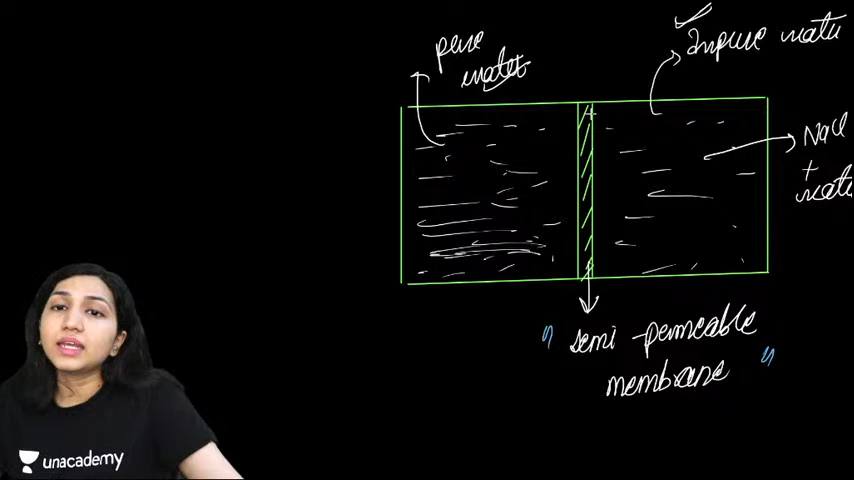 pure
water
Impure water
NaCl
+
water
" semi-permeable
membrane "
unacademy